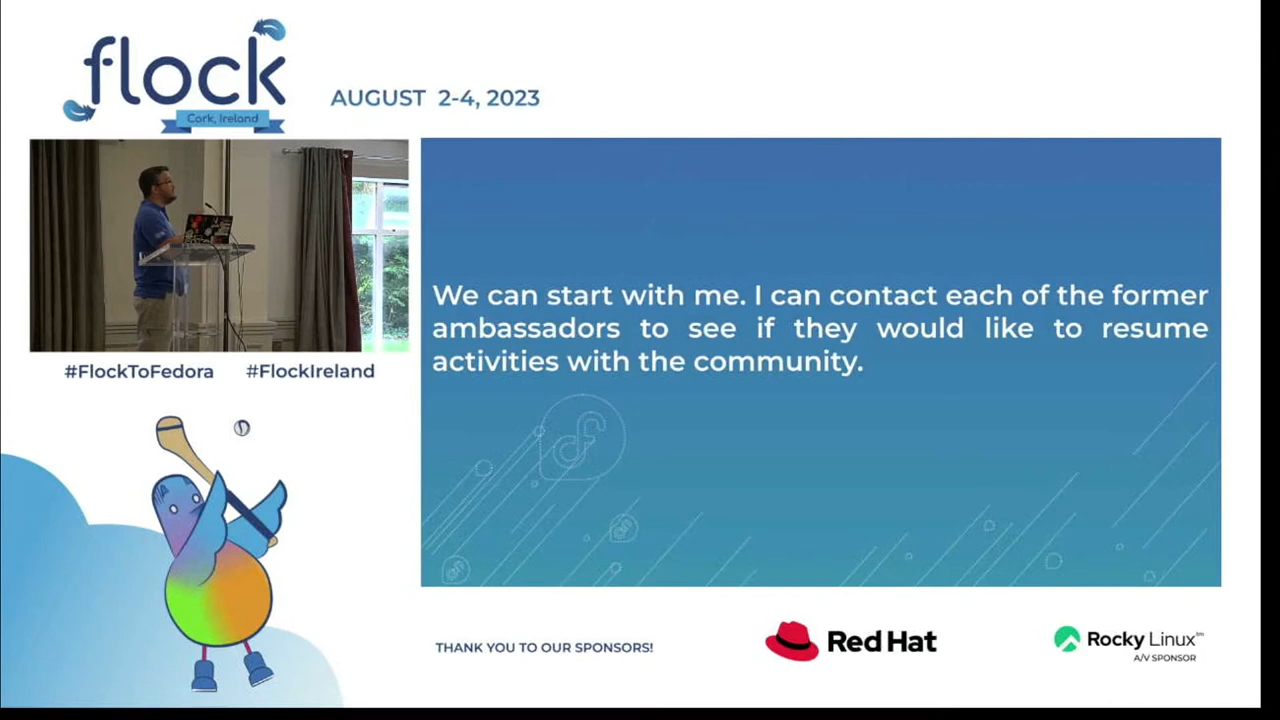 flock
Cork, Ireland
AUGUST 2-4, 2023
We can start with me. I can contact each of the former
ambassadors to see if they would like to resume
activities with the community.
#FlockToFedora #FlockIreland
THANK YOU TO OUR SPONSORS!
Red Hat
Rocky Linux™
A/V SPONSOR